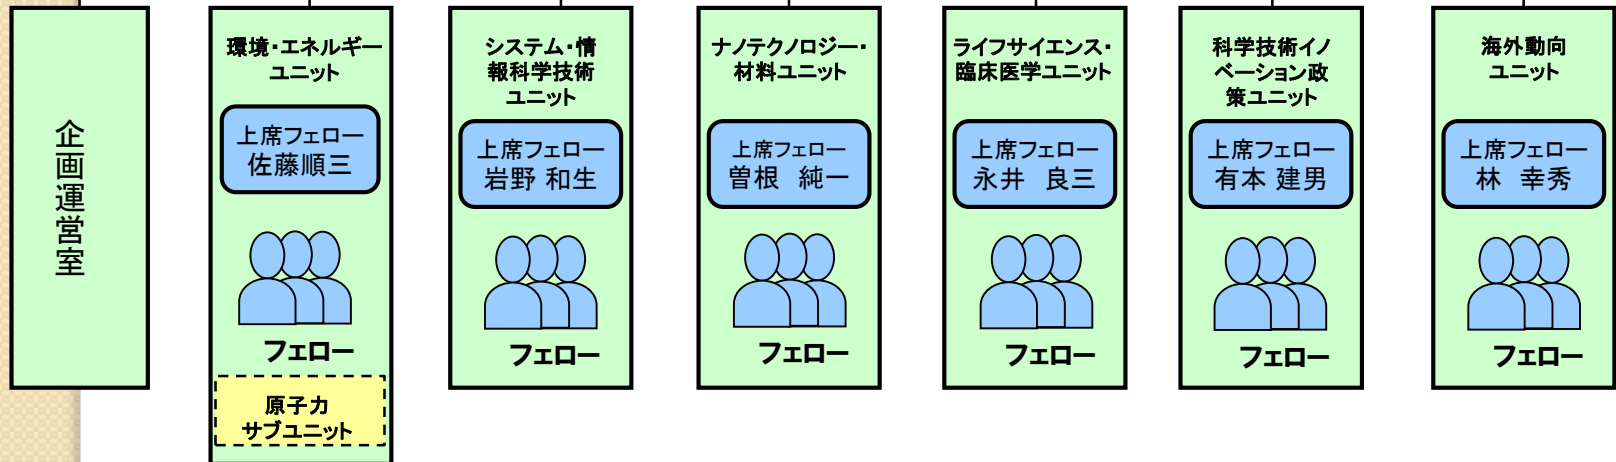 企画運営室
環境・エネルギー
ユニット
上席フェロー
佐藤順三
フェロー
原子力
サブユニット
システム・情
報科学技術
ユニット
上席フェロー
岩野 和生
フェロー
ナノテクノロジー・
材料ユニット
上席フェロー
曽根　純一
フェロー
ライフサイエンス・
臨床医学ユニット
上席フェロー
永井　良三
フェロー
科学技術イノ
ベーション政
策ユニット
上席フェロー
有本 建男
フェロー
海外動向
ユニット
上席フェロー
林　幸秀
フェロー